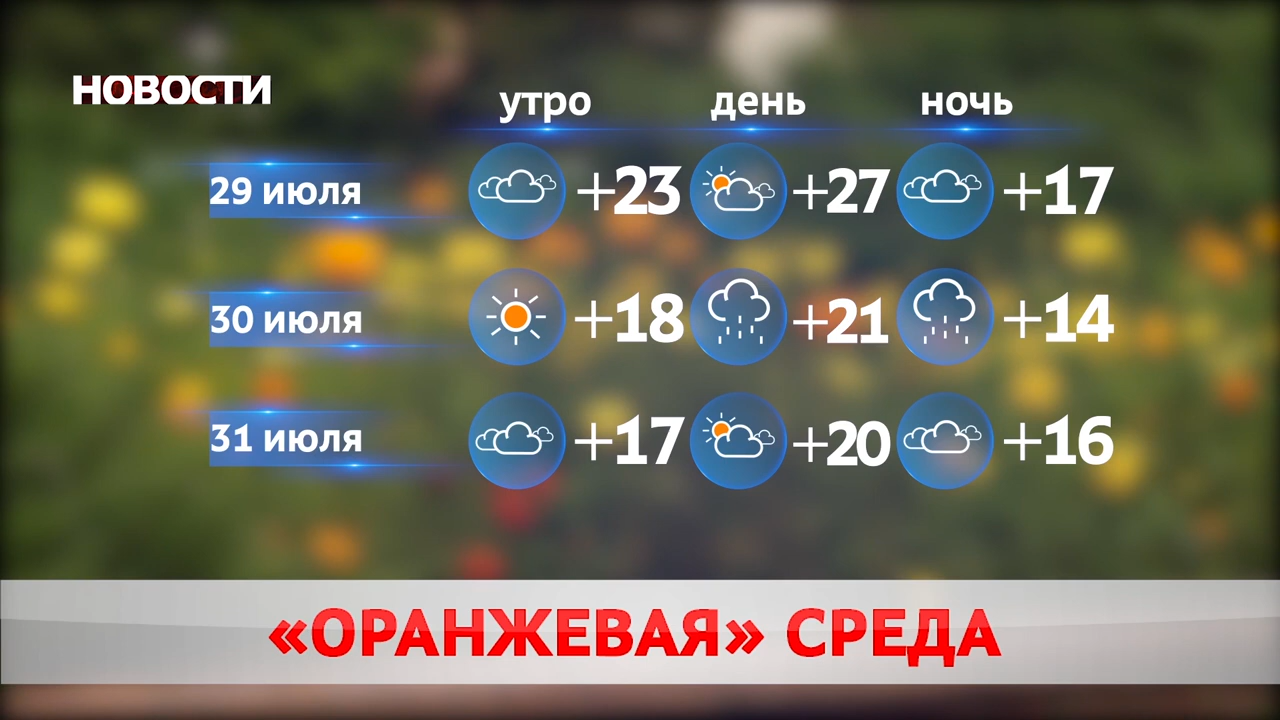 НОВОСТИ
утро день ночь
29 июля +23 +27 +17
30 июля +18 +21 +14
31 июля +17 +20 +16
«ОРАНЖЕВАЯ» СРЕДА